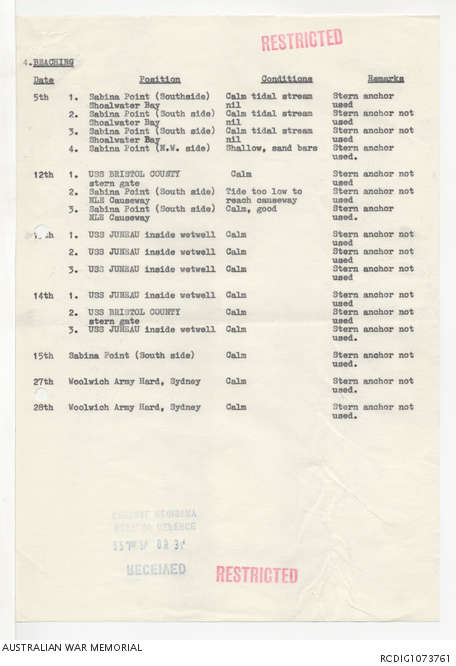 RESTRICTED
4. BEACHING
Date Position Conditions Remarks
5th 1. Sabina Point (Southside) Calm tidal stream Stern anchor
Shoalwater Bay nil used
2. Sabina Point (South side) Calm tidal stream Stern anchor not
Shoalwater Bay nil used
3. Sabina Point (South side) Calm tidal stream Stern anchor not
Shoalwater Bay nil used
4. Sabina Point (N.W. side) Shallow, sand bars Stern anchor
used.
12th 1. USS BRISTOL COUNTY Calm Stern anchor not
stern gate used
2. Sabina Point (South side) Tide too low to Stern anchor not
NLE Causeway reach causeway used
3. Sabina Point (South side) Calm, good Stern anchor
NLE Causeway used
1. USS JUNEAU inside wetwell Calm Stern anchor not
used
2. USS JUNEAU inside wetwell Calm Stern anchor not
used
3. USS JUNEAU inside wetwell Calm Stern anchor not
used
14th 1. USS JUNEAU inside wetwell Calm Stern anchor not
used
2. USS BRISTOL COUNTY Calm Stern anchor not
stern gate used
3. USS JUNEAU inside wetwell Calm Stern anchor not
used.
15th Sabina Point (South side) Calm Stern anchor not
used.
27th Woolwich Army Hard, Sydney Calm Stern anchor not
used.
28th Woolwich Army Hard, Sydney Calm Stern anchor not
used.
RECEIVED
RESTRICTED
AUSTRALIAN WAR MEMORIAL RCDIG1073761